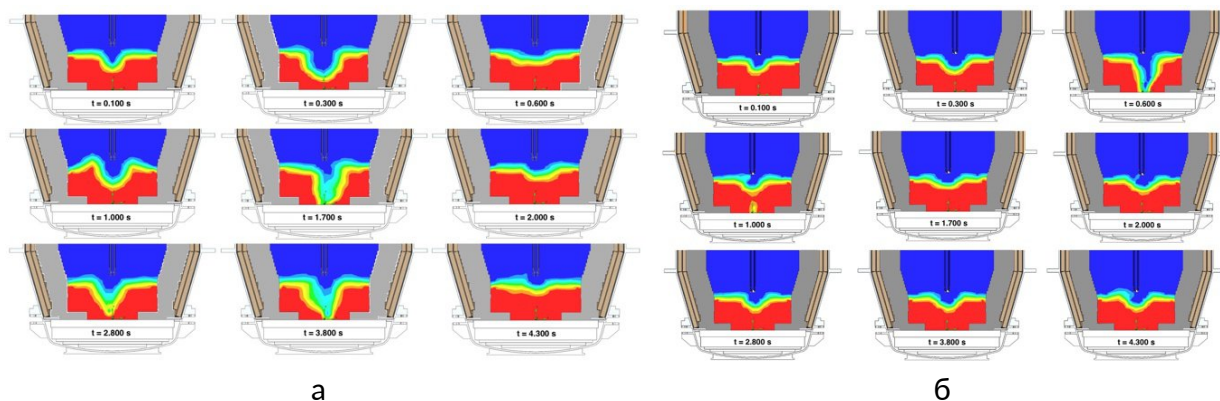 t = 0.100 s
t = 0.300 s
t = 0.600 s
t = 1.000 s
t = 1.700 s
t = 2.000 s
t = 2.800 s
t = 3.800 s
t = 4.300 s
а
t = 0.100 s
t = 0.300 s
t = 0.600 s
t = 1.000 s
t = 1.700 s
t = 2.000 s
t = 2.800 s
t = 3.800 s
t = 4.300 s
б